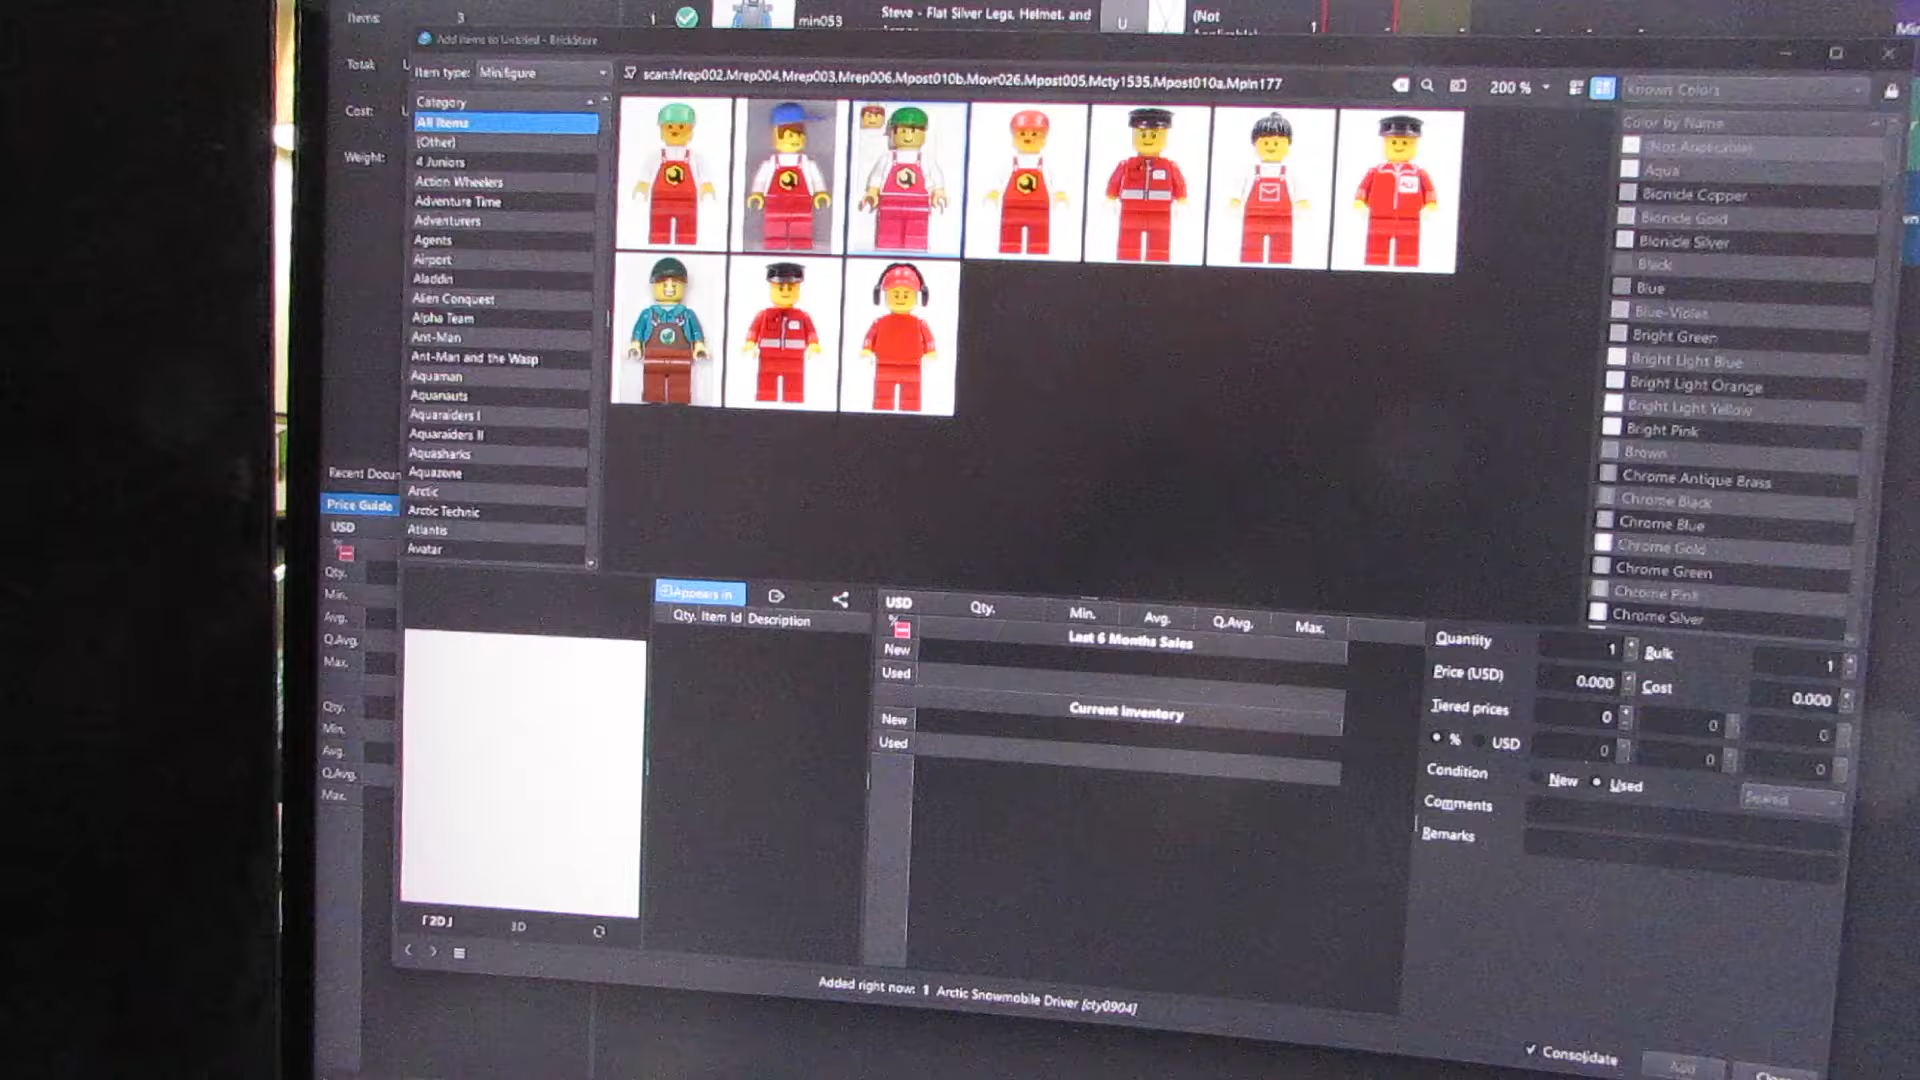 Items: 3
1 min053 Steve - Flat Silver Legs, Helmet, and U (Not 1
Total:
Cost:
Weight:
Add items to Untitled - BrickStore
Item type: Minifigure
scan:Mrep002,Mrep004,Mrep003,Mrep006,Mpost010b,Movr026,Mpost005,Mcty1535,Mpost010a,Mpln177
200 %
Known Colors
Category
All Items
(Other)
4 Juniors
Action Wheelers
Adventure Time
Adventurers
Agents
Airport
Aladdin
Alien Conquest
Alpha Team
Ant-Man
Ant-Man and the Wasp
Aquaman
Aquanauts
Aquaraiders I
Aquaraiders II
Aquasharks
Aquazone
Arctic
Arctic Technic
Atlantis
Avatar
Color by Name
(Not Applicable)
Aqua
Bionicle Copper
Bionicle Gold
Bionicle Silver
Black
Blue
Blue-Violet
Bright Green
Bright Light Blue
Bright Light Orange
Bright Light Yellow
Bright Pink
Brown
Chrome Antique Brass
Chrome Black
Chrome Blue
Chrome Gold
Chrome Green
Chrome Pink
Chrome Silver
Recent Docun
Price Guide
USD
%
Qty.
Min.
Avg.
Q.Avg.
Max.
Qty.
Min.
Avg.
Q.Avg.
Max.
Appears in
Qty. Item Id Description
USD Qty. Min. Avg. Q.Avg. Max.
%
Last 6 Months Sales
New
Used
Current Inventory
New
Used
Quantity 1 Bulk 1
Price (USD) 0.000 Cost 0.000
Tiered prices 0 0 0
% USD 0 0 0
Condition New Used
Comments
Remarks
2D 3D
Added right now: 1 Arctic Snowmobile Driver [cty0904]
Consolidate Add